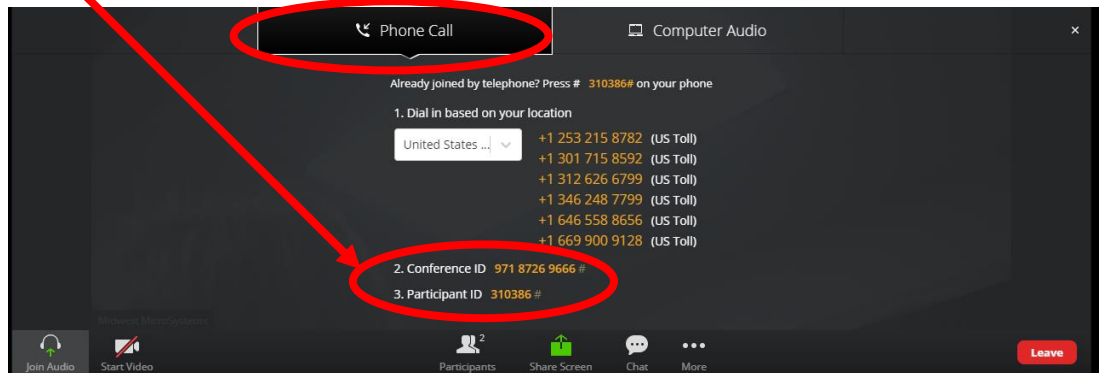 Phone Call
Computer Audio
×
Already joined by telephone? Press # 310386# on your phone
1. Dial in based on your location
United States ...
+1 253 215 8782 (US Toll)
+1 301 715 8592 (US Toll)
+1 312 626 6799 (US Toll)
+1 346 248 7799 (US Toll)
+1 646 558 8656 (US Toll)
+1 669 900 9128 (US Toll)
2. Conference ID 971 8726 9666 #
3. Participant ID 310386 #
Midwest MicroSystems
Join Audio
Start Video
Participants 2
Share Screen
Chat
More
Leave